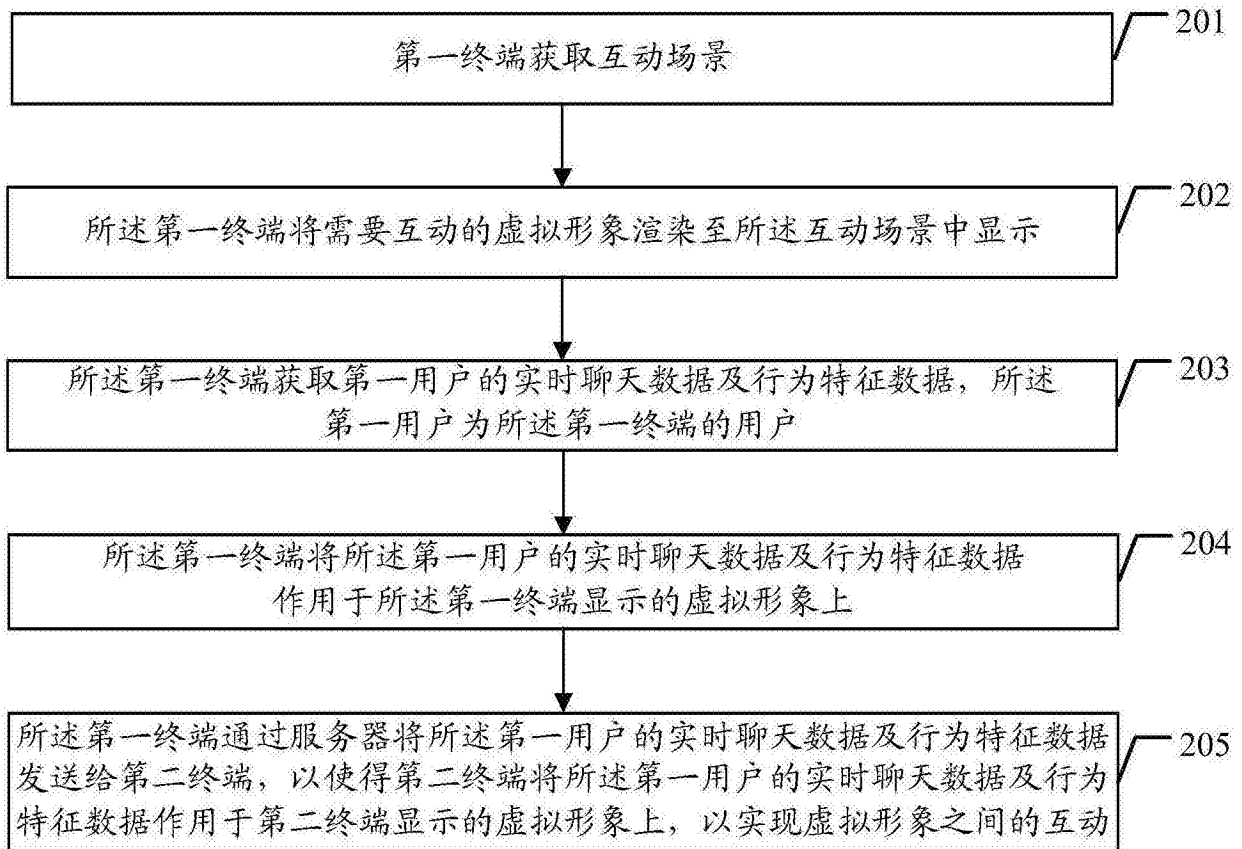 第一终端获取互动场景
201
所述第一终端将需要互动的虚拟形象渲染至所述互动场景中显示
202
所述第一终端获取第一用户的实时聊天数据及行为特征数据，所述
第一用户为所述第一终端的用户
203
所述第一终端将所述第一用户的实时聊天数据及行为特征数据
作用于所述第一终端显示的虚拟形象上
204
所述第一终端通过服务器将所述第一用户的实时聊天数据及行为特征数据
发送给第二终端，以使得第二终端将所述第一用户的实时聊天数据及行为
特征数据作用于第二终端显示的虚拟形象上，以实现虚拟形象之间的互动
205